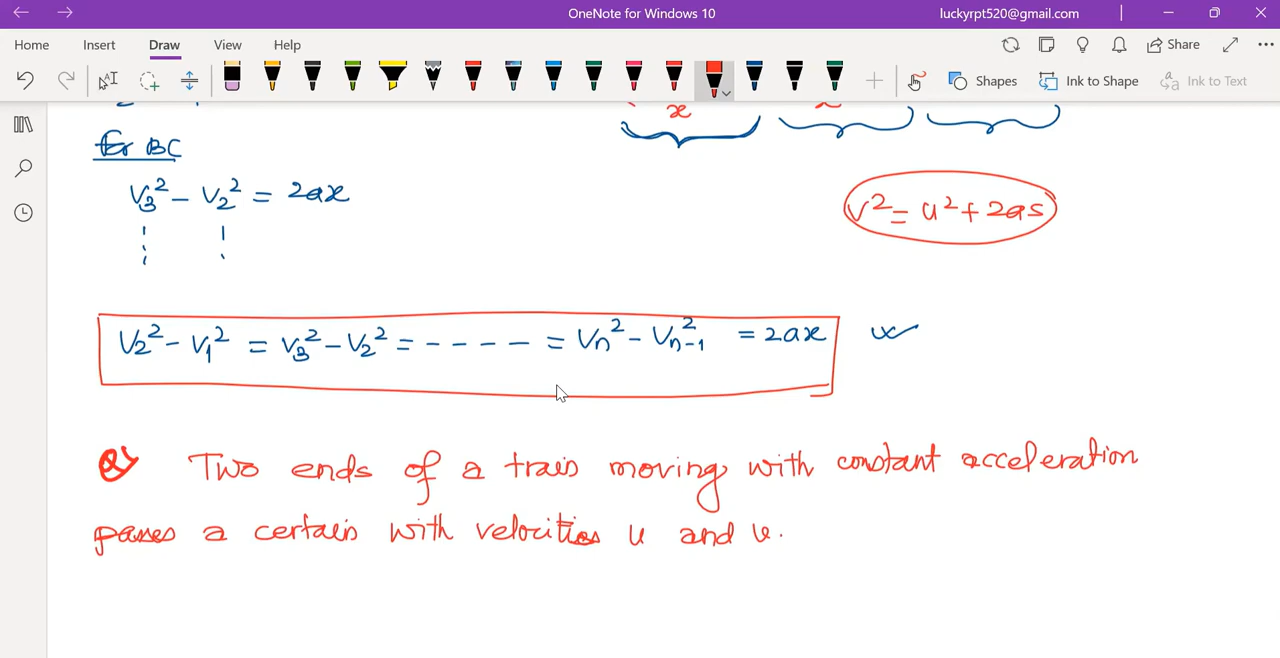 OneNote for Windows 10
luckyrpt520@gmail.com
Home Insert Draw View Help
Share
Shapes
Ink to Shape
Ink to Text
x
for BC
V₃² - V₂² = 2ax
v² = u² + 2as
V₂² - V₁² = V₃² - V₂² = ----- = Vn² - Vn-1² = 2ax
Q Two ends of a train moving with constant acceleration
passes a certain with velocities u and v.